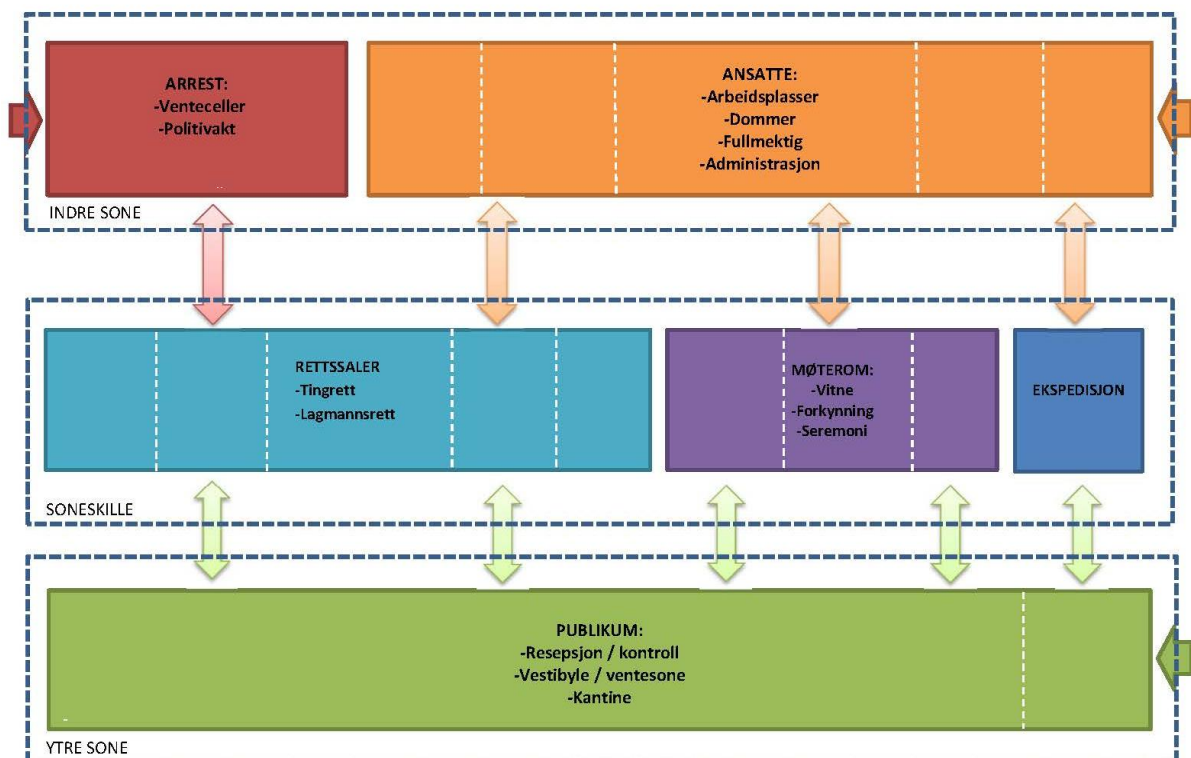 ARREST:
-Venteceller
-Politivakt
ANSATTE:
-Arbeidsplasser
-Dommer
-Fullmektig
-Administrasjon
INDRE SONE
RETTSSALER
-Tingrett
-Lagmannsrett
MØTEROM:
-Vitne
-Forkynning
-Seremoni
EKSPEDISJON
SONESKILLE
PUBLIKUM:
-Resepsjon / kontroll
-Vestibyle / ventesone
-Kantine
YTRE SONE